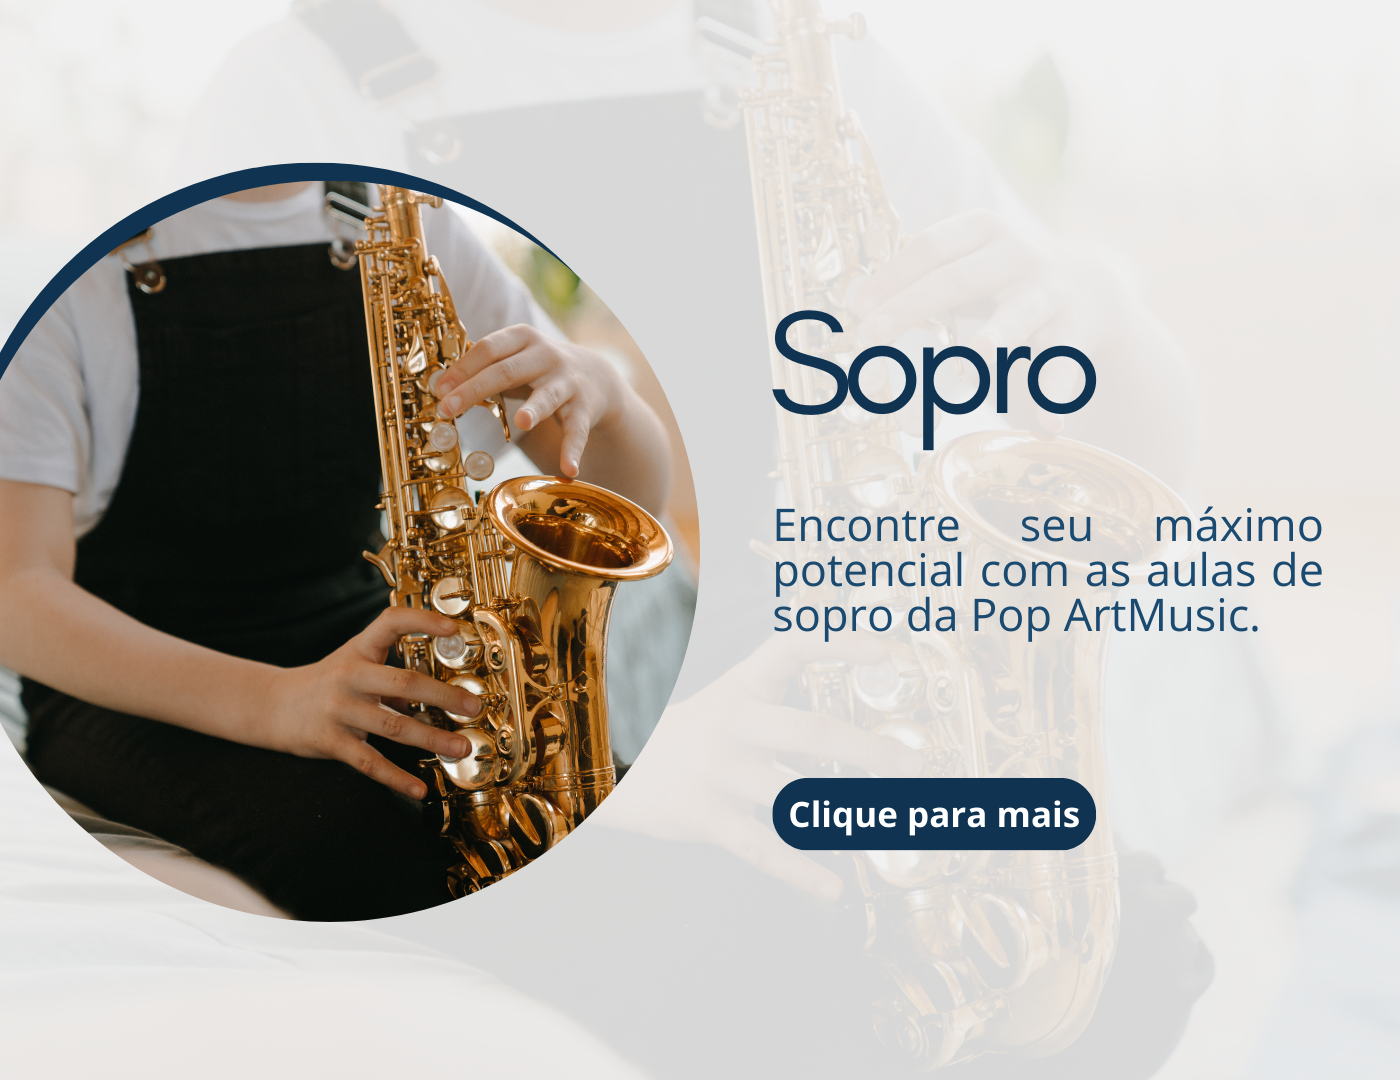 Sopro
Encontre seu máximo
potencial com as aulas de
sopro da Pop ArtMusic.
Clique para mais